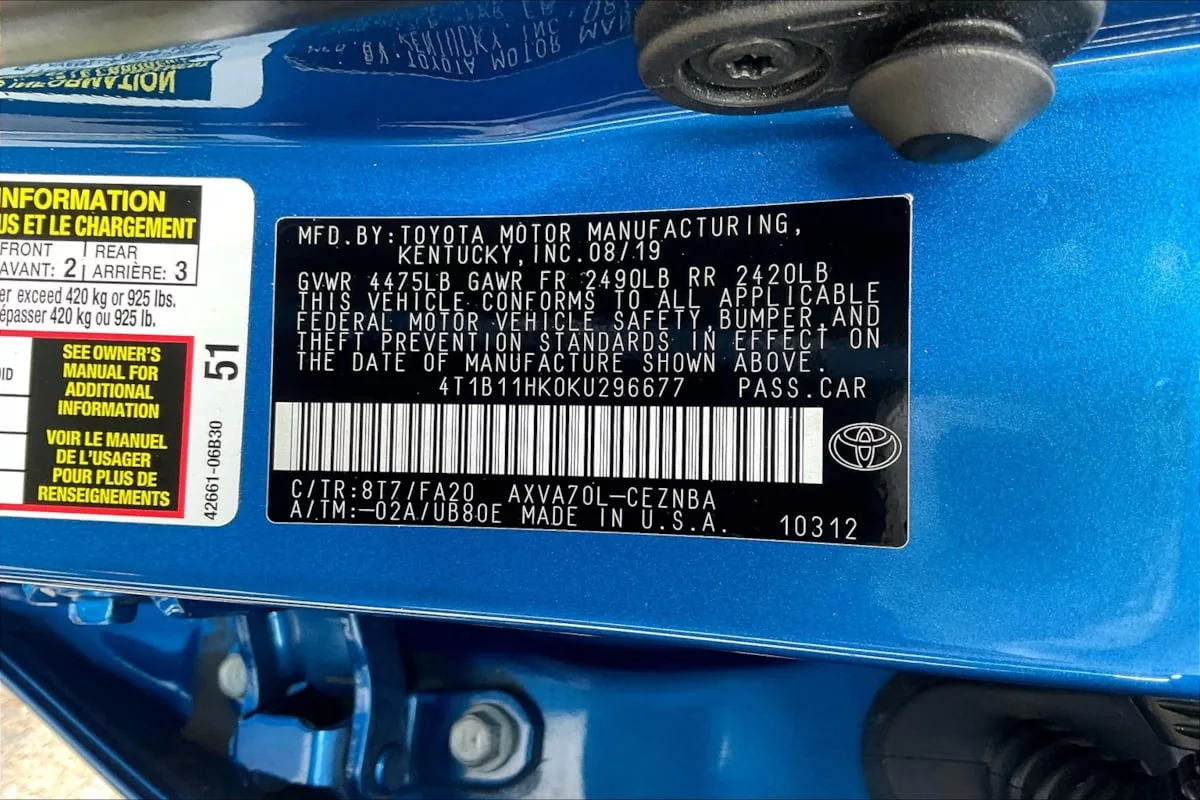 INFORMATION
US ET LE CHARGEMENT
FRONT | REAR
AVANT: 2 | ARRIÈRE: 3
er exceed 420 kg or 925 lbs.
épasser 420 kg ou 925 lb.
SEE OWNER'S
MANUAL FOR
ADDITIONAL
INFORMATION
VOIR LE MANUEL
DE L'USAGER
POUR PLUS DE
RENSEIGNEMENTS
51
42661-06B30
MFD.BY:TOYOTA MOTOR MANUFACTURING,
KENTUCKY,INC.08/19
GVWR 4475LB GAWR FR 2490LB RR 2420LB
THIS VEHICLE CONFORMS TO ALL APPLICABLE
FEDERAL MOTOR VEHICLE SAFETY,BUMPER,AND
THEFT PREVENTION STANDARDS IN EFFECT ON
THE DATE OF MANUFACTURE SHOWN ABOVE.
4T1B11HK0KU296677 PASS.CAR
C/TR:8T7/FA20 AXVA70L-CEZNBA
A/TM:-02A/UB80E MADE IN U.S.A. 10312